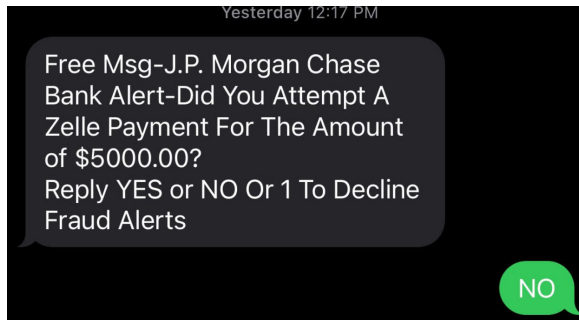 Yesterday 12:17 PM
Free Msg-J.P. Morgan Chase
Bank Alert-Did You Attempt A
Zelle Payment For The Amount
of $5000.00?
Reply YES or NO Or 1 To Decline
Fraud Alerts
NO